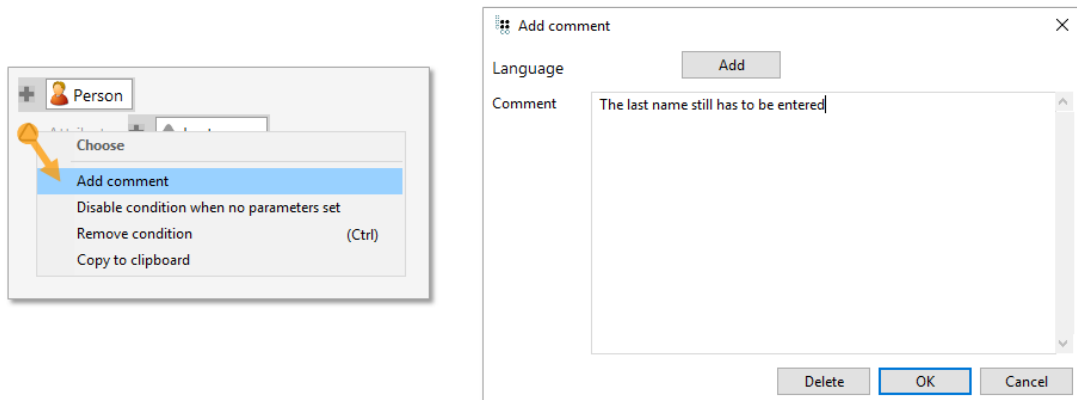 Person
Choose
Add comment
Disable condition when no parameters set
Remove condition (Ctrl)
Copy to clipboard
Add comment
Language Add
Comment The last name still has to be entered
Delete OK Cancel